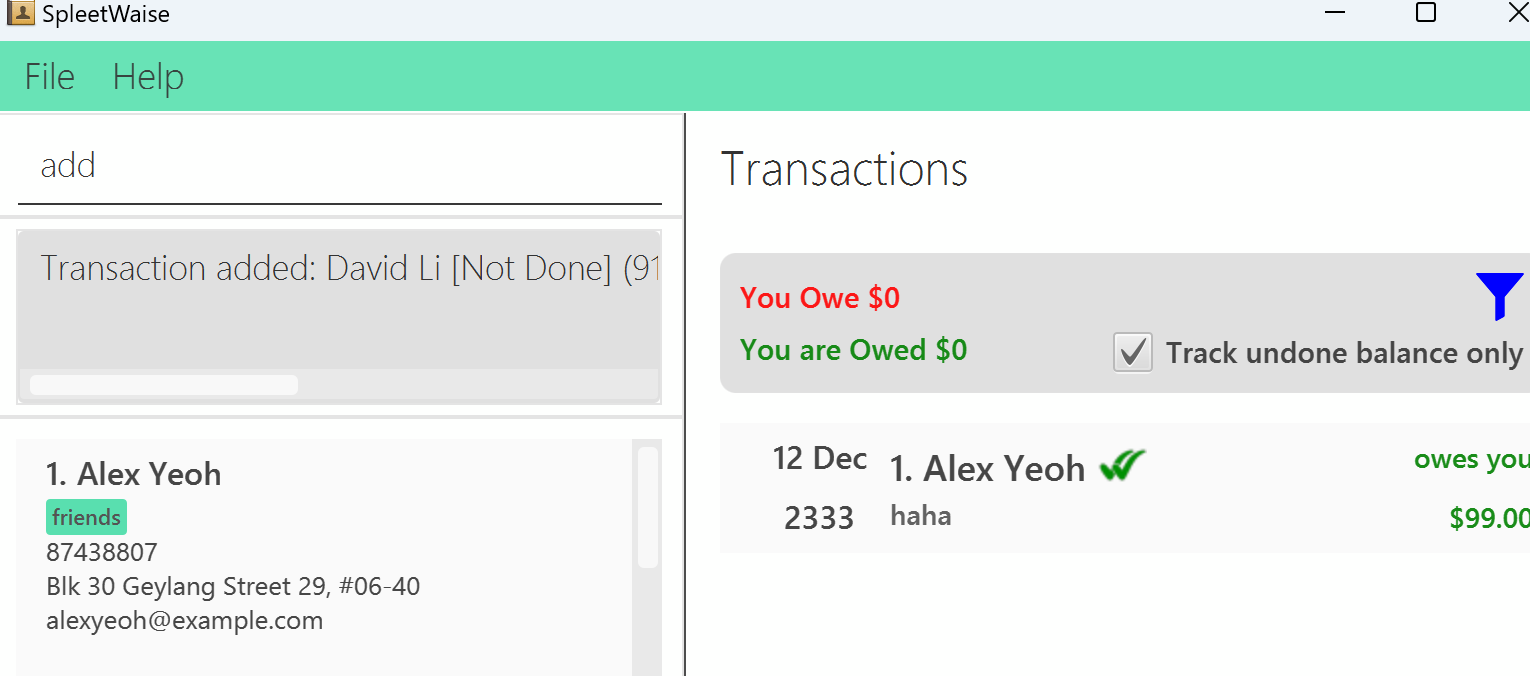 SpleetWaise
File Help
add
Transaction added: David Li [Not Done] (91
1. Alex Yeoh
friends
87438807
Blk 30 Geylang Street 29, #06-40
alexyeoh@example.com
Transactions
You Owe $0
You are Owed $0
Track undone balance only
12 Dec
2333
1. Alex Yeoh
haha
owes you
$99.00